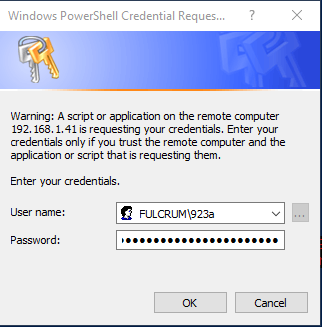 Windows PowerShell Credential Reques...
?
Warning: A script or application on the remote computer
192.168.1.41 is requesting your credentials. Enter your
credentials only if you trust the remote computer and the
application or script that is requesting them.
Enter your credentials.
User name:
FULCRUM\923a
...
Password:
OK
Cancel